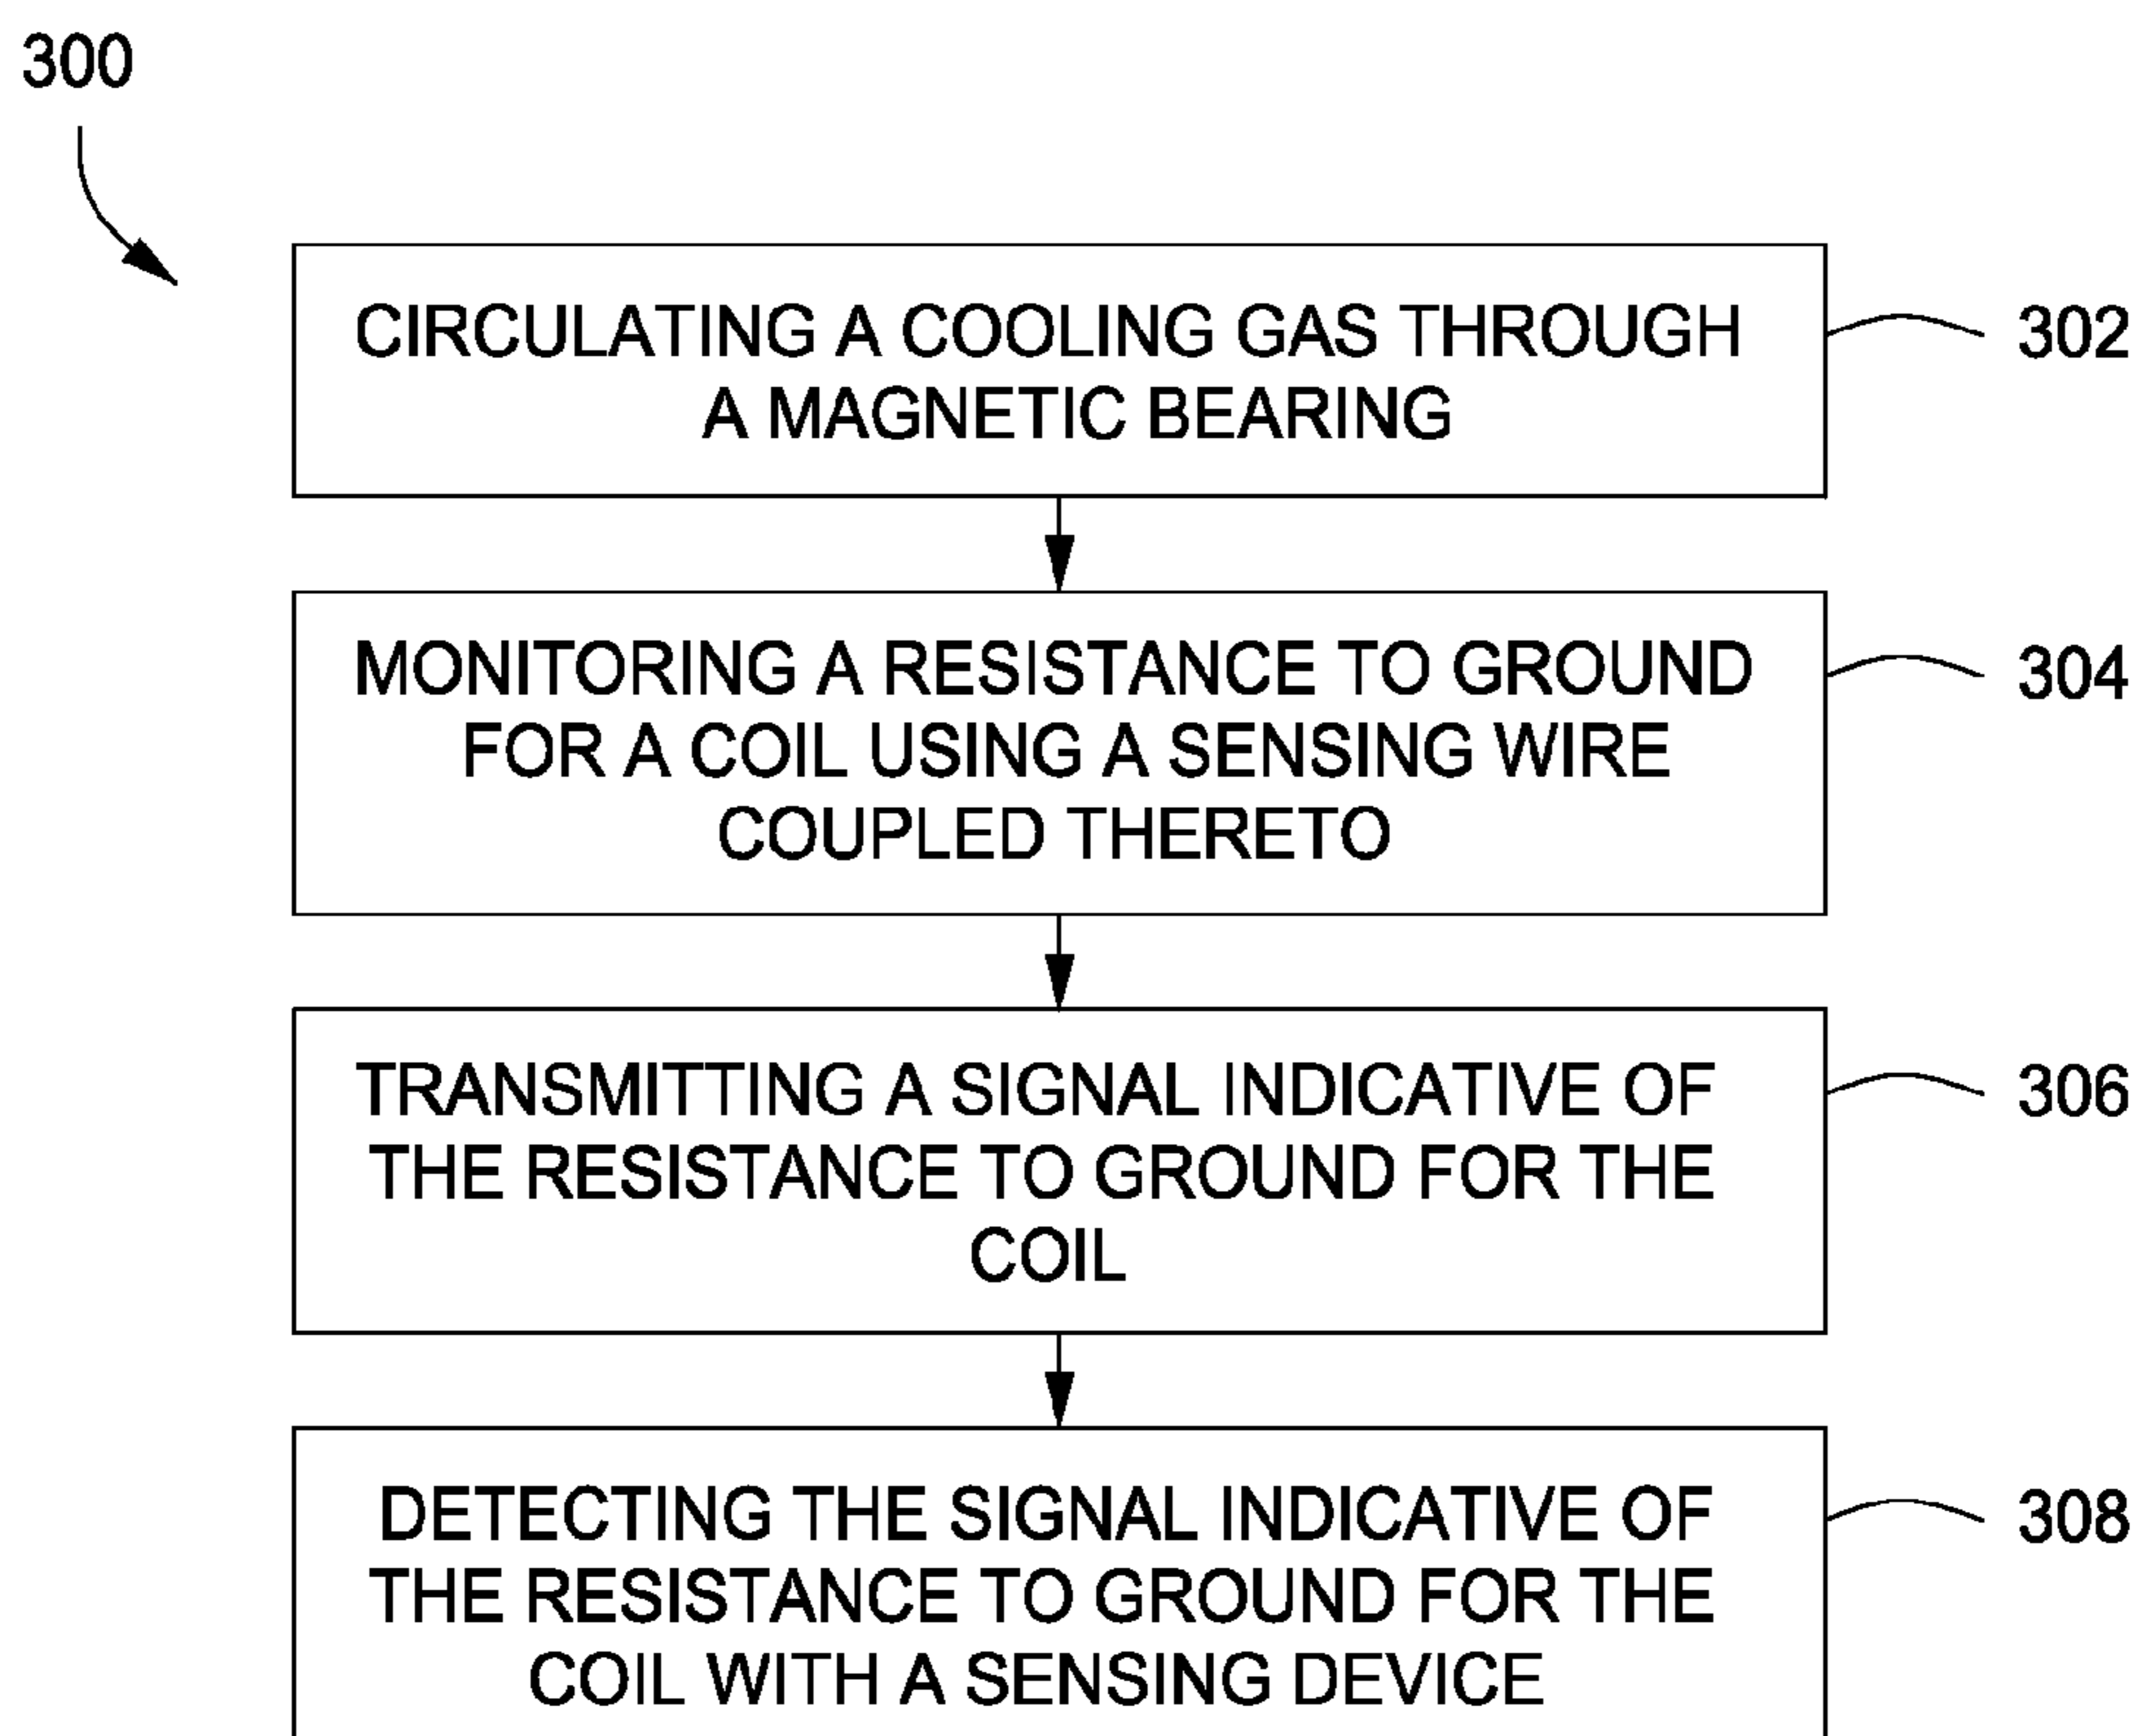 300
CIRCULATING A COOLING GAS THROUGH
A MAGNETIC BEARING
302
MONITORING A RESISTANCE TO GROUND
FOR A COIL USING A SENSING WIRE
COUPLED THERETO
304
TRANSMITTING A SIGNAL INDICATIVE OF
THE RESISTANCE TO GROUND FOR THE
COIL
306
DETECTING THE SIGNAL INDICATIVE OF
THE RESISTANCE TO GROUND FOR THE
COIL WITH A SENSING DEVICE
308